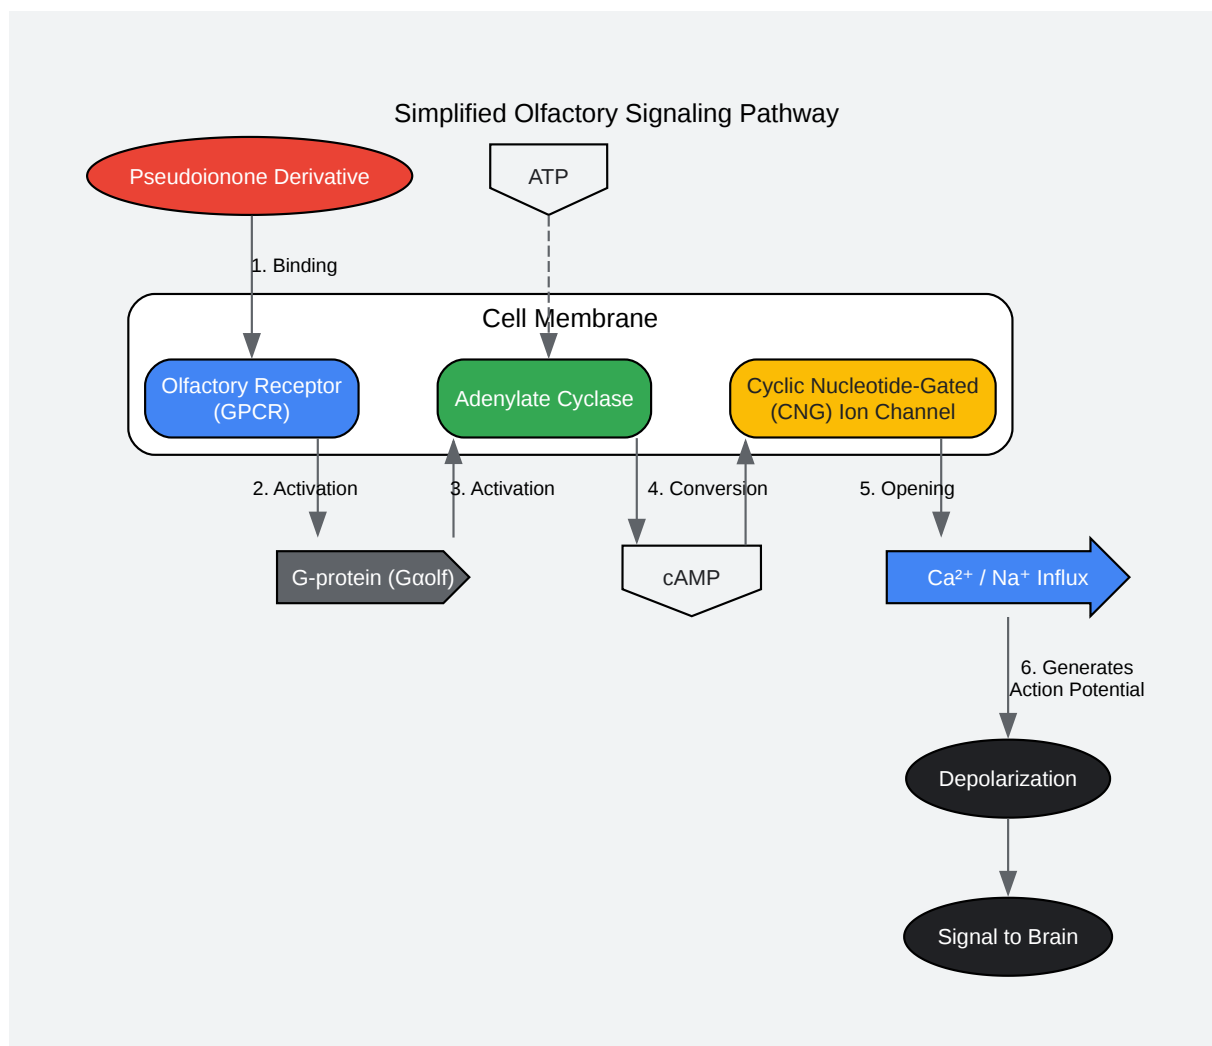 Simplified Olfactory Signaling Pathway
Pseudoionone Derivative
ATP
1. Binding
Cell Membrane
Olfactory Receptor
(GPCR)
Adenylate Cyclase
Cyclic Nucleotide-Gated
(CNG) Ion Channel
2. Activation
3. Activation
4. Conversion
5. Opening
G-protein (Gαolf)
cAMP
Ca²⁺ / Na⁺ Influx
6. Generates
Action Potential
Depolarization
Signal to Brain